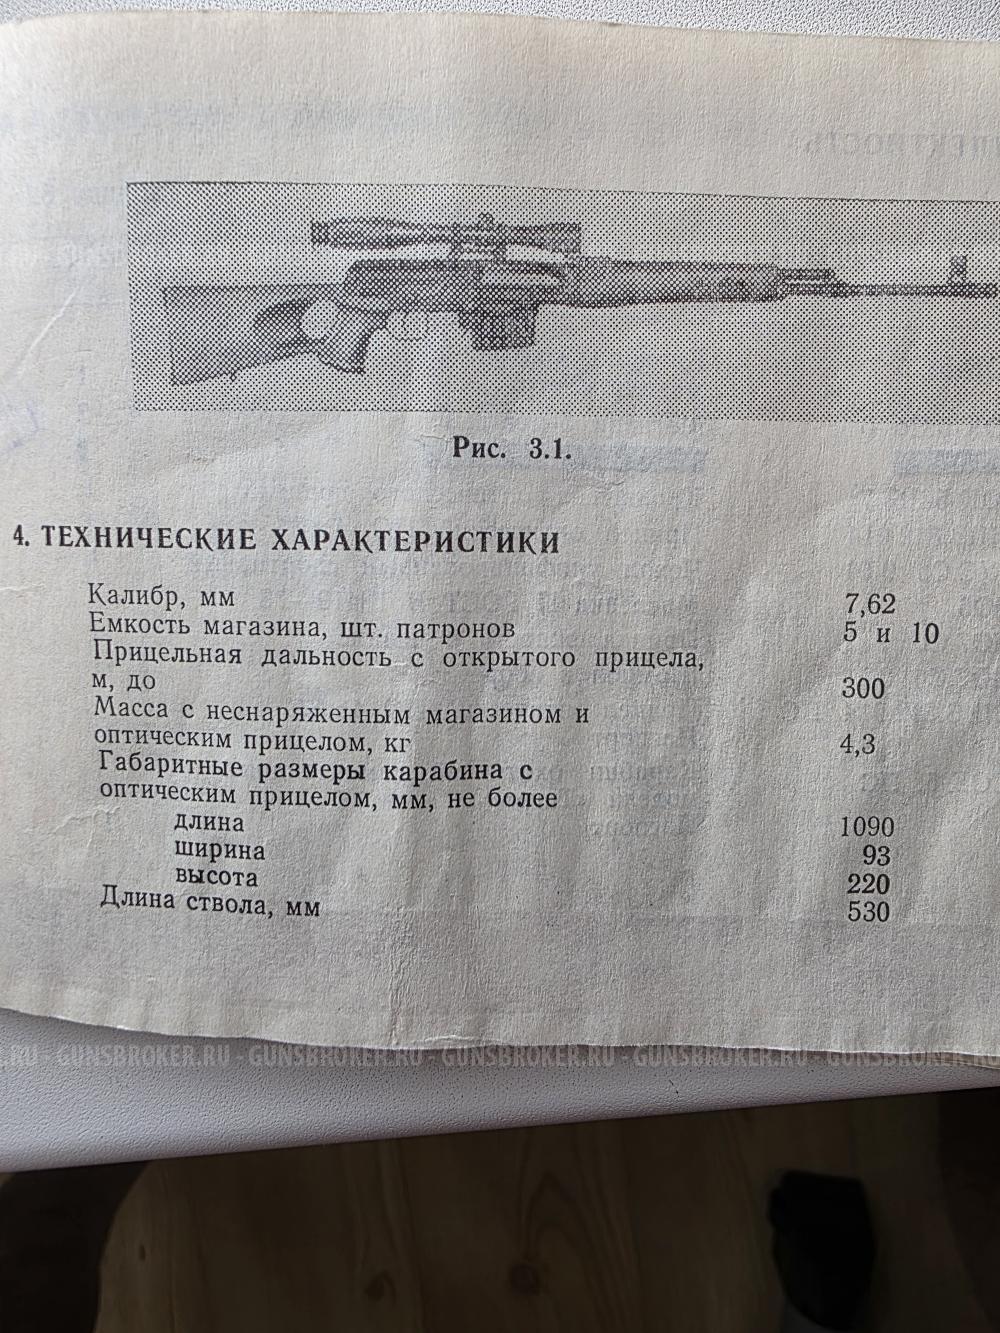 Рис. 3.1.
4. ТЕХНИЧЕСКИЕ ХАРАКТЕРИСТИКИ
Калибр, мм 7,62
Емкость магазина, шт. патронов 5 и 10
Прицельная дальность с открытого прицела,
м, до 300
Масса с неснаряженным магазином и
оптическим прицелом, кг 4,3
Габаритные размеры карабина с
оптическим прицелом, мм, не более
длина 1090
ширина 93
высота 220
Длина ствола, мм 530
.RU - GUNSBROKER.RU - GUNSBROKER.RU - GUNSBROKER.RU - GUNSBROKER.RU - GUNSBROKER.RU